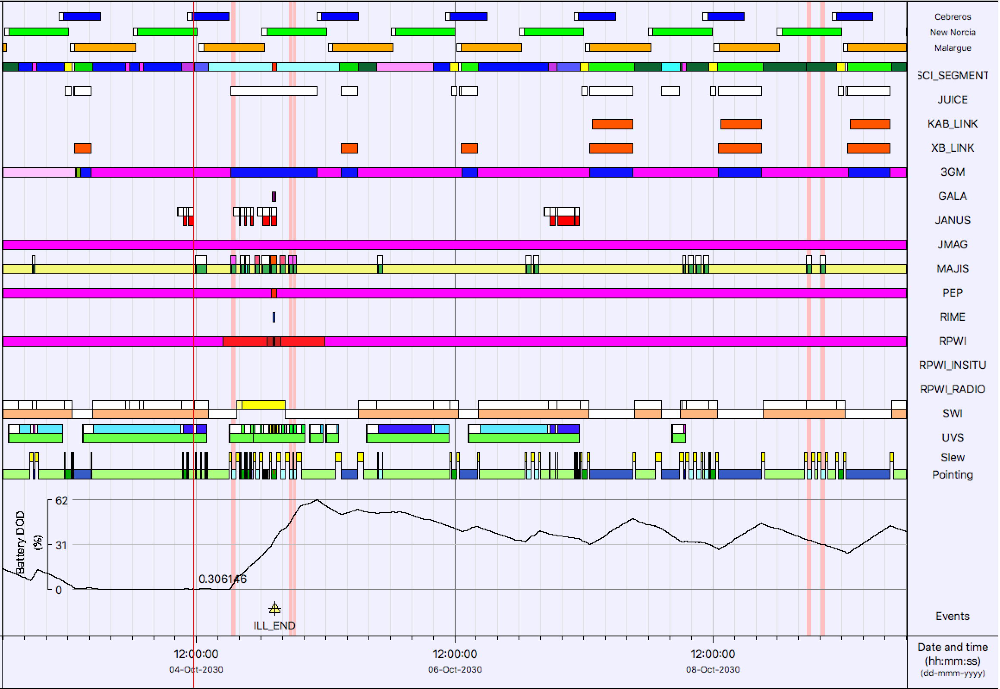 Cebreros
New Norcia
Malargue
SCI_SEGMENT
JUICE
KAB_LINK
XB_LINK
3GM
GALA
JANUS
JMAG
MAJIS
PEP
RIME
RPWI
RPWI_INSITU
RPWI_RADIO
SWI
UVS
Slew
Pointing
Battery DOD
(%)
62
31
0
0.306146
ILL_END
Events
12:00:00
04-Oct-2030
12:00:00
06-Oct-2030
12:00:00
08-Oct-2030
Date and time
(hh:mm:ss)
(dd-mmm-yyyy)